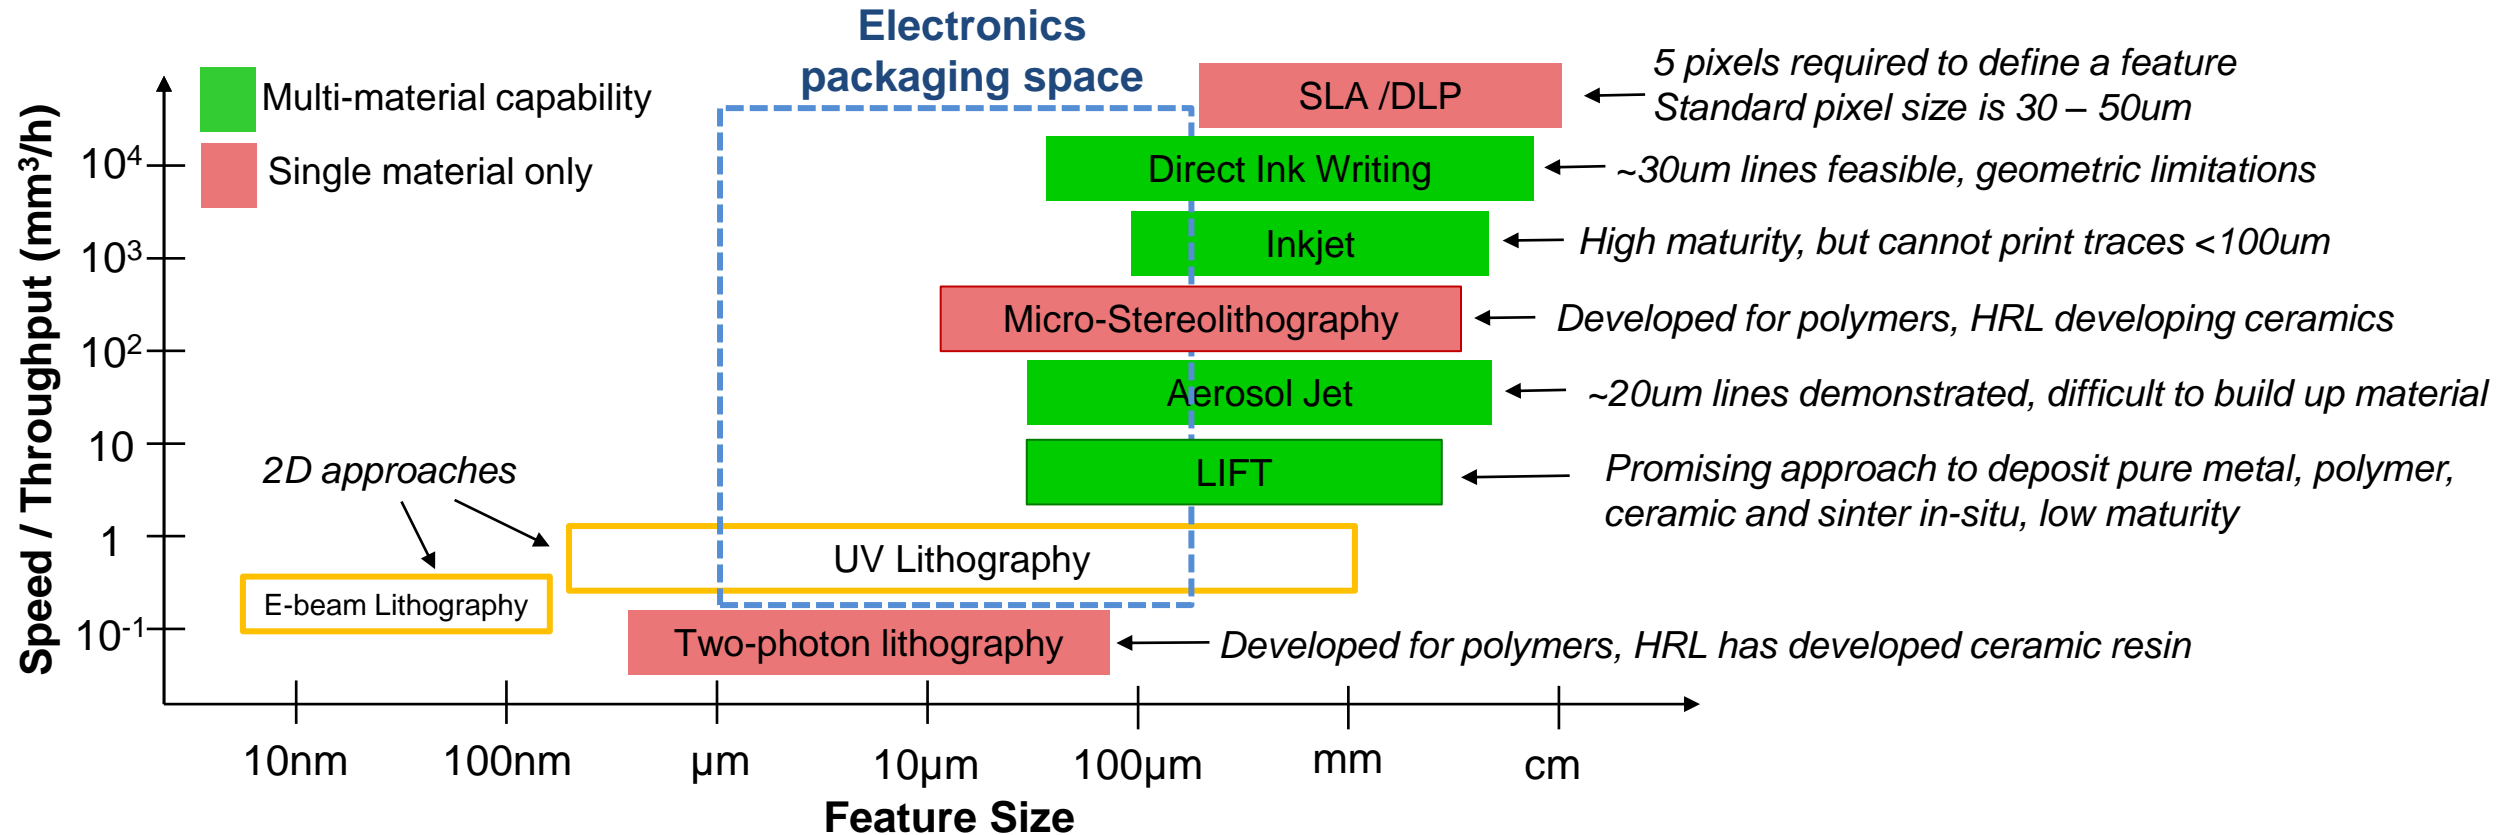 Electronics
packaging space
Multi-material capability
Single material only
Speed / Throughput (mm³/h)
10⁴
10³
10²
10
1
10⁻¹
SLA /DLP
5 pixels required to define a feature
Standard pixel size is 30 – 50um
Direct Ink Writing
~30um lines feasible, geometric limitations
Inkjet
High maturity, but cannot print traces <100um
Micro-Stereolithography
Developed for polymers, HRL developing ceramics
Aerosol Jet
~20um lines demonstrated, difficult to build up material
2D approaches
LIFT
Promising approach to deposit pure metal, polymer,
ceramic and sinter in-situ, low maturity
UV Lithography
E-beam Lithography
Two-photon lithography
Developed for polymers, HRL has developed ceramic resin
10nm
100nm
µm
10µm
100µm
mm
cm
Feature Size